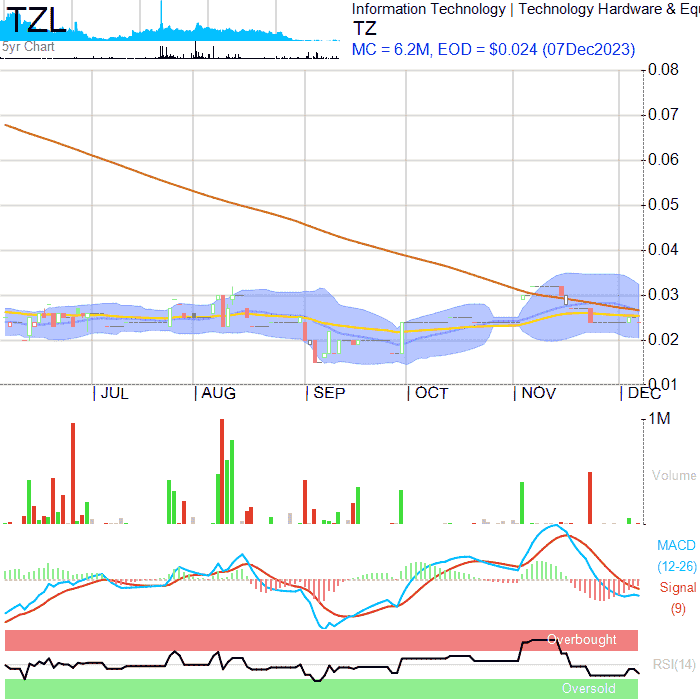 TZL
5yr Chart
Information Technology | Technology Hardware & Equ
TZ
MC = 6.2M, EOD = $0.024 (07Dec2023)
0.08
0.07
0.06
0.05
0.04
0.03
0.02
0.01
JUL AUG SEP OCT NOV DEC
1M
Volume
MACD
(12-26)
Signal
(9)
Overbought
RSI(14)
Oversold